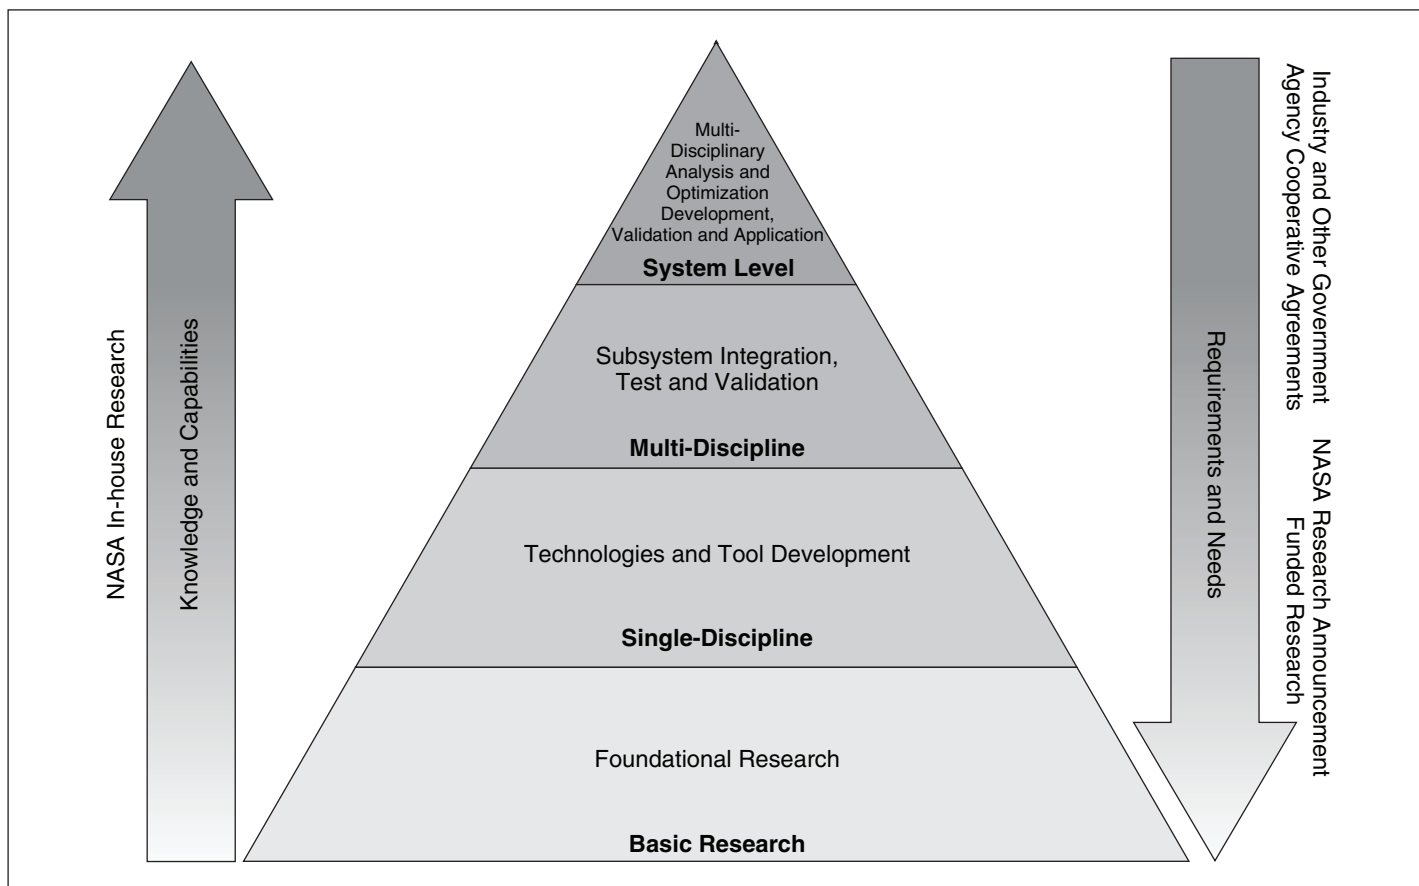 NASA In-house Research
Knowledge and Capabilities
Multi-
Disciplinary
Analysis and
Optimization
Development,
Validation and Application
System Level
Subsystem Integration,
Test and Validation
Multi-Discipline
Technologies and Tool Development
Single-Discipline
Foundational Research
Basic Research
Requirements and Needs
Industry and Other Government
Agency Cooperative Agreements
NASA Research Announcement
Funded Research